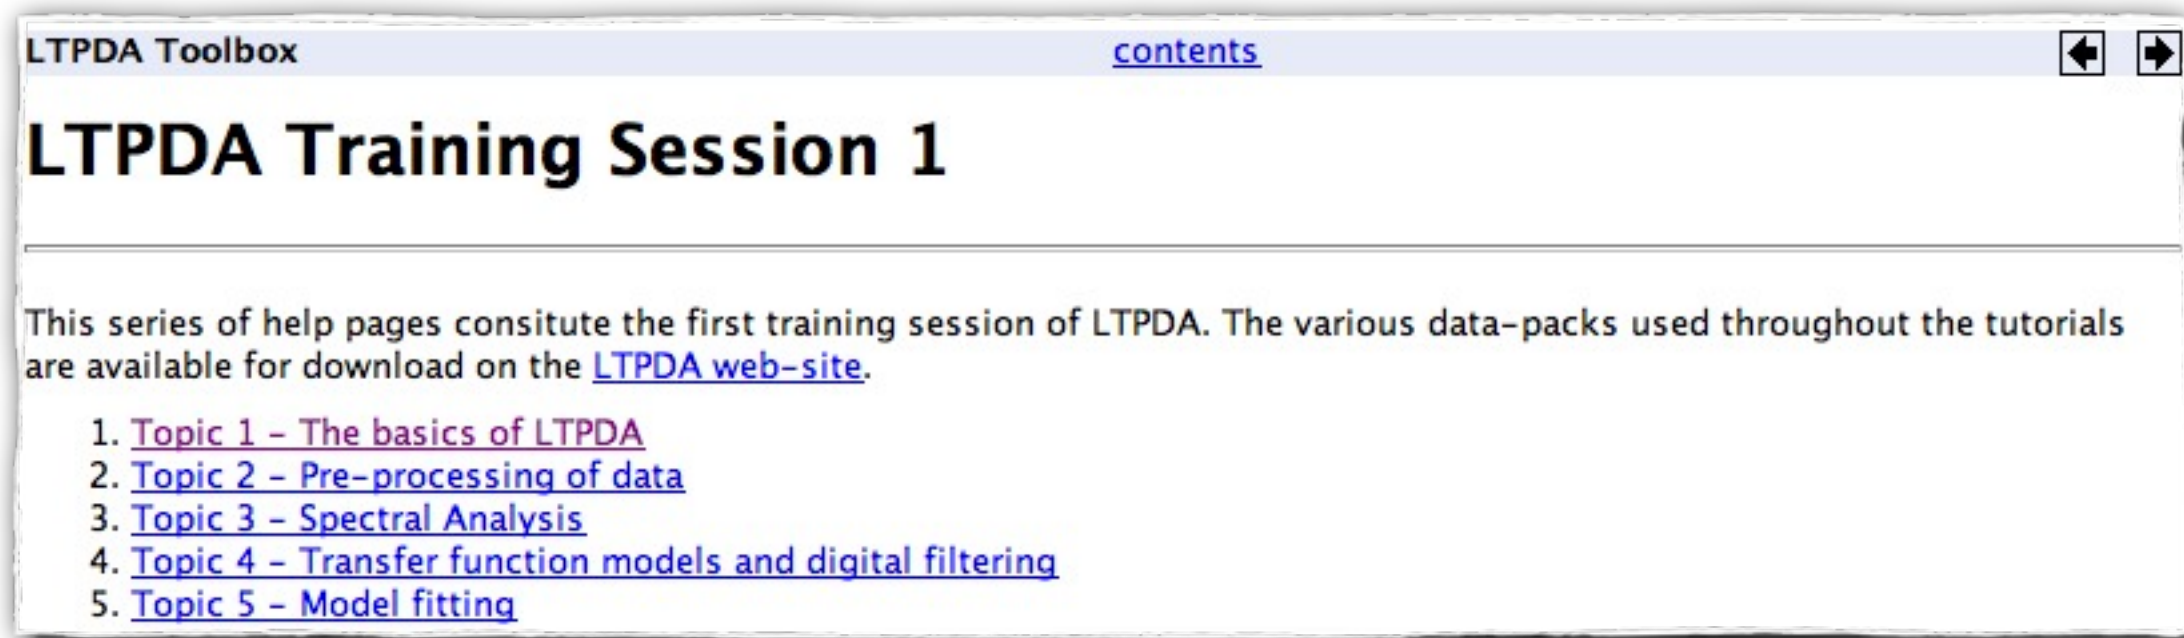 LTPDA Toolbox contents
LTPDA Training Session 1
This series of help pages consitute the first training session of LTPDA. The various data-packs used throughout the tutorials
are available for download on the LTPDA web-site.
1. Topic 1 – The basics of LTPDA
2. Topic 2 – Pre-processing of data
3. Topic 3 – Spectral Analysis
4. Topic 4 – Transfer function models and digital filtering
5. Topic 5 – Model fitting